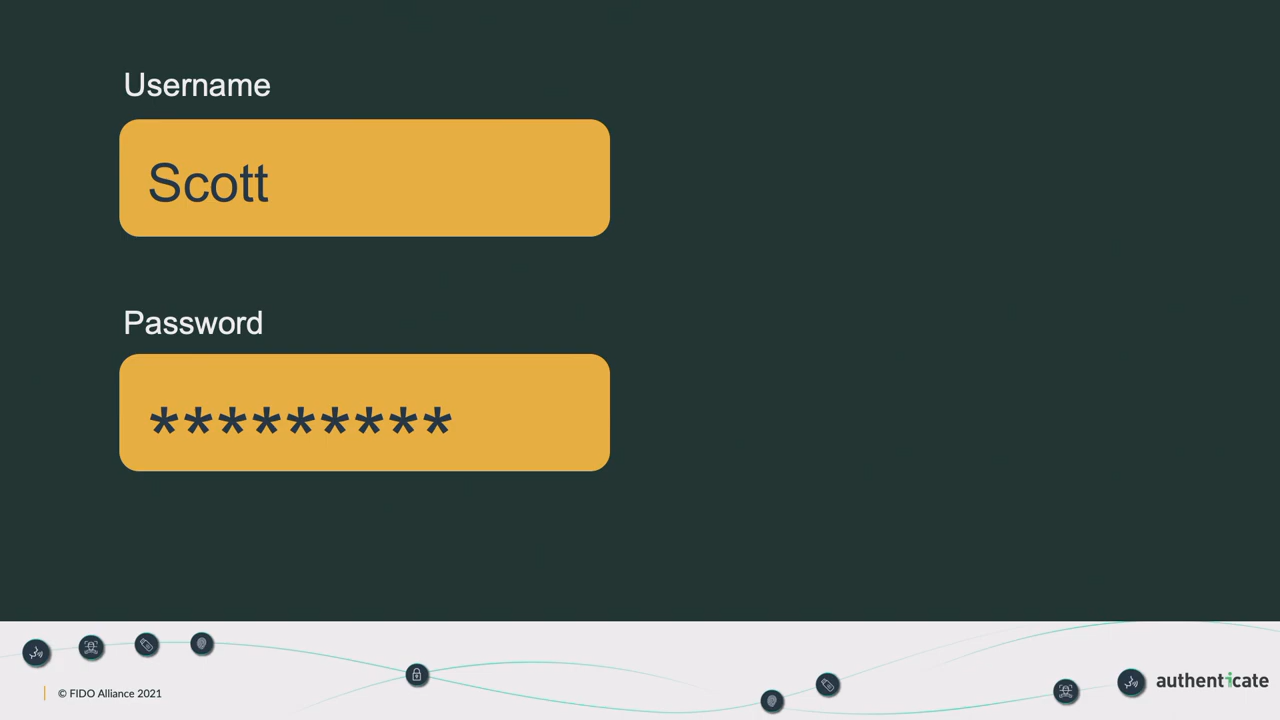 Username
Scott
Password
*********
© FIDO Alliance 2021
authenticate